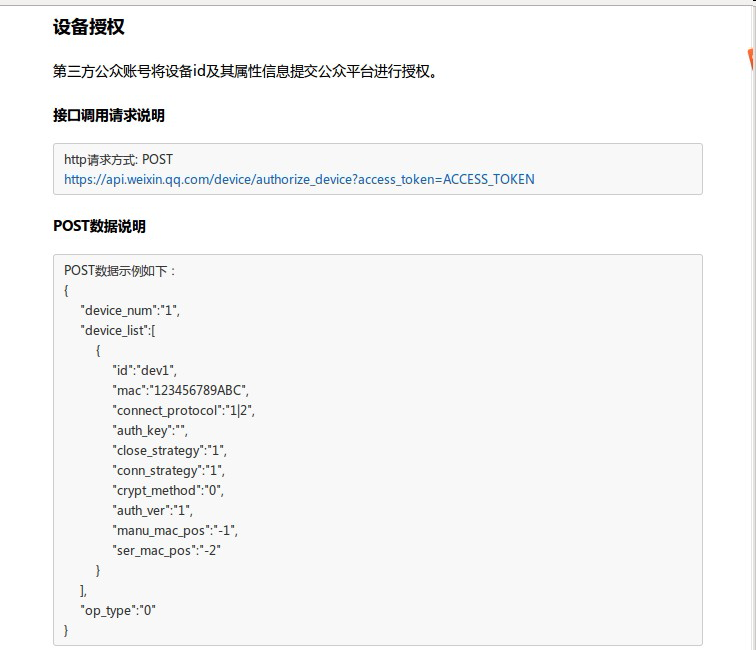 设备授权
第三方公众账号将设备id及其属性信息提交公众平台进行授权。
接口调用请求说明
http请求方式: POST
https://api.weixin.qq.com/device/authorize_device?access_token=ACCESS_TOKEN
POST数据说明
POST数据示例如下：
{
"device_num":"1",
"device_list":[
{
"id":"dev1",
"mac":"123456789ABC",
"connect_protocol":"1|2",
"auth_key":"",
"close_strategy":"1",
"conn_strategy":"1",
"crypt_method":"0",
"auth_ver":"1",
"manu_mac_pos":"-1",
"ser_mac_pos":"-2"
}
],
"op_type":"0"
}